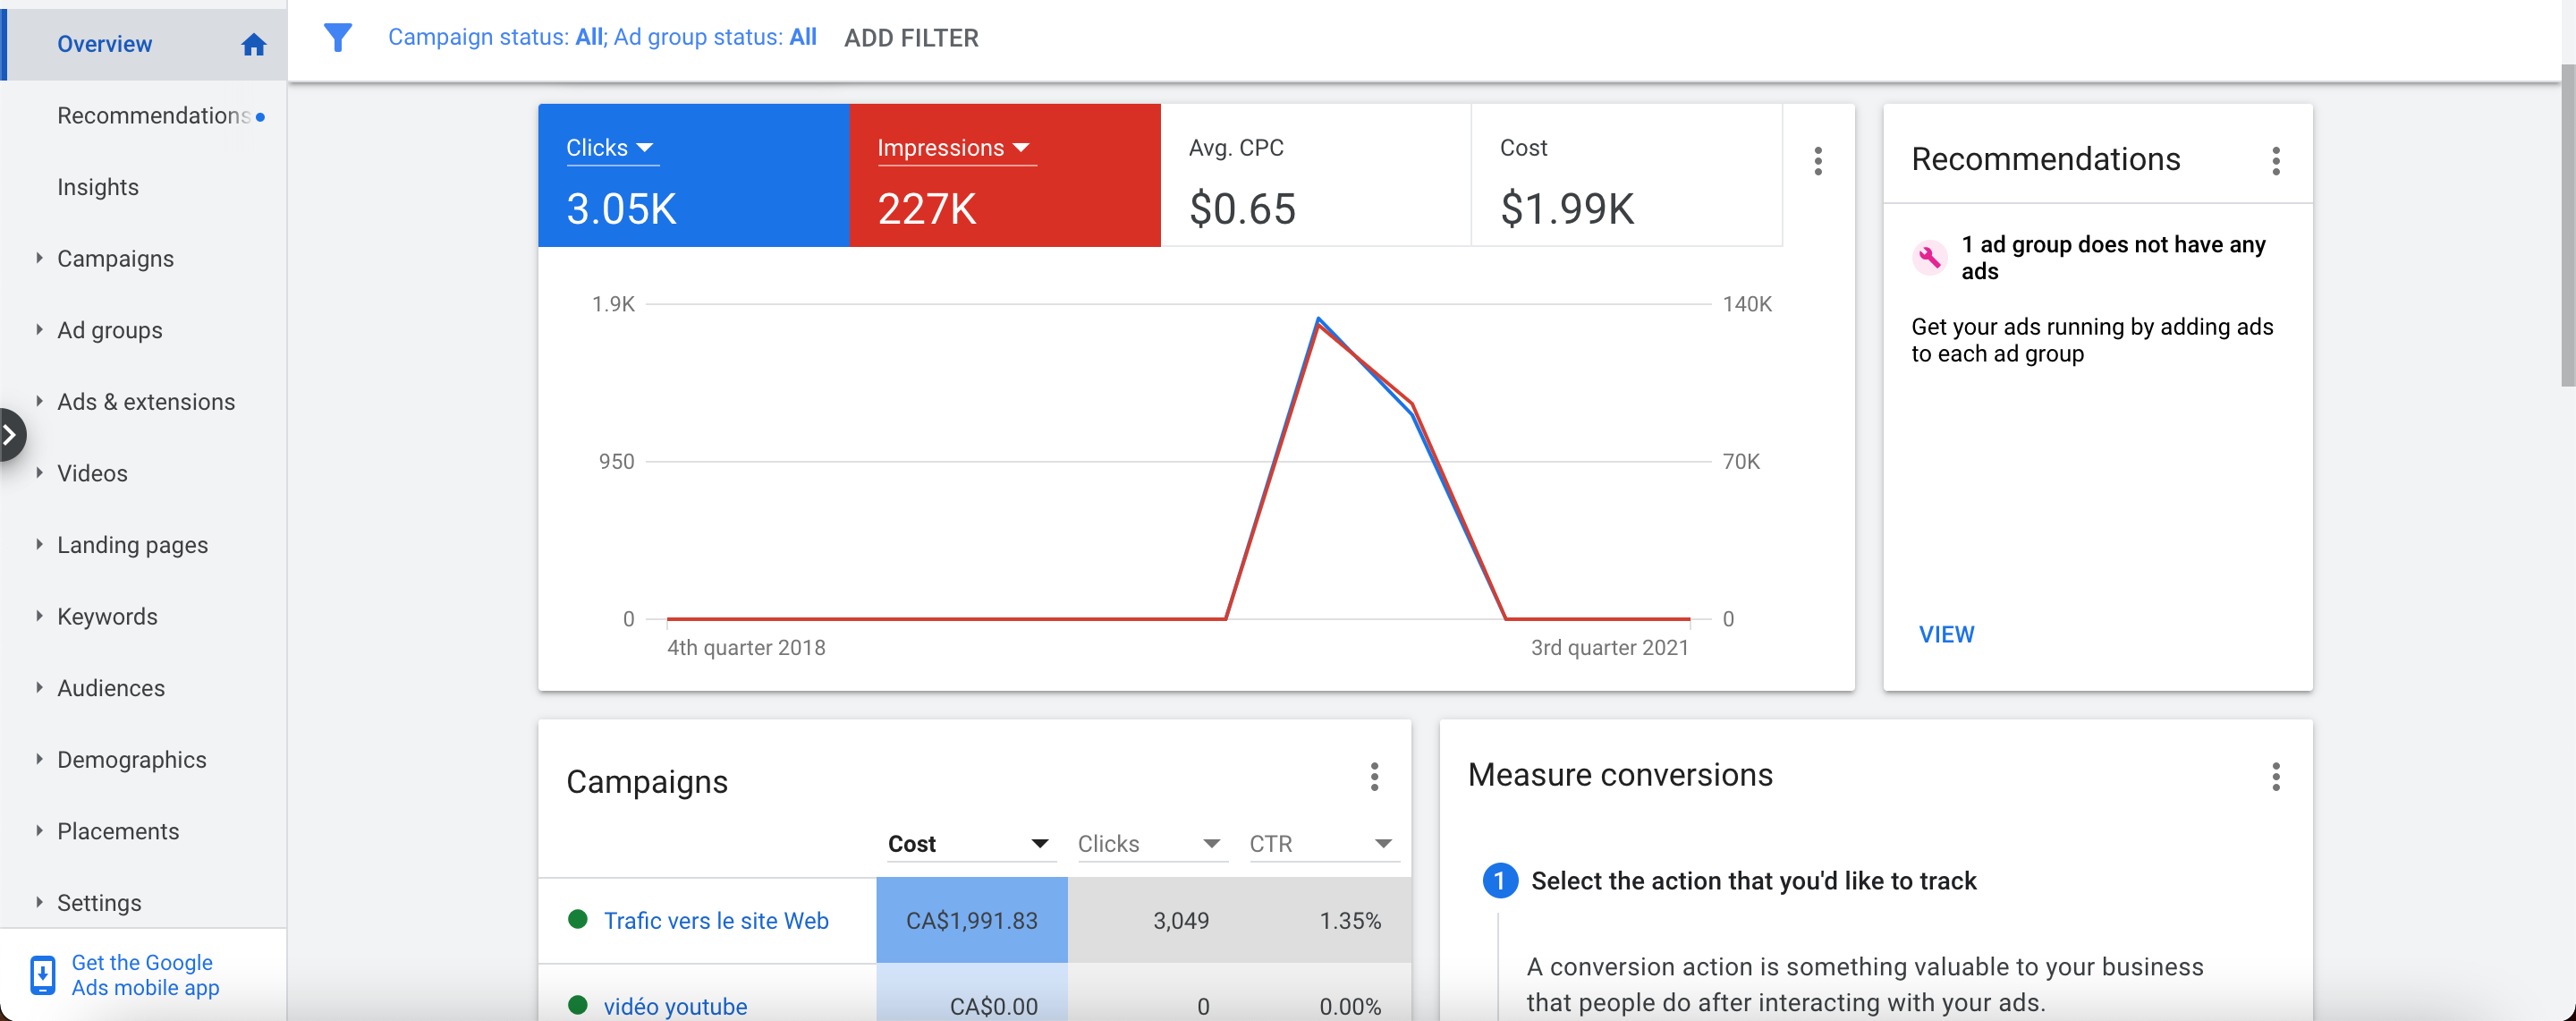 Overview
Recommendations
Insights
Campaigns
Ad groups
Ads & extensions
Videos
Landing pages
Keywords
Audiences
Demographics
Placements
Settings
Get the Google
Ads mobile app
Campaign status: All; Ad group status: All ADD FILTER
Clicks Impressions Avg. CPC Cost
3.05K 227K $0.65 $1.99K
1.9K 140K
950 70K
0 0
4th quarter 2018 3rd quarter 2021
Recommendations
1 ad group does not have any
ads
Get your ads running by adding ads
to each ad group
VIEW
Campaigns
Cost Clicks CTR
Trafic vers le site Web CA$1,991.83 3,049 1.35%
vidéo youtube CA$0.00 0 0.00%
Measure conversions
1 Select the action that you'd like to track
A conversion action is something valuable to your business
that people do after interacting with your ads.